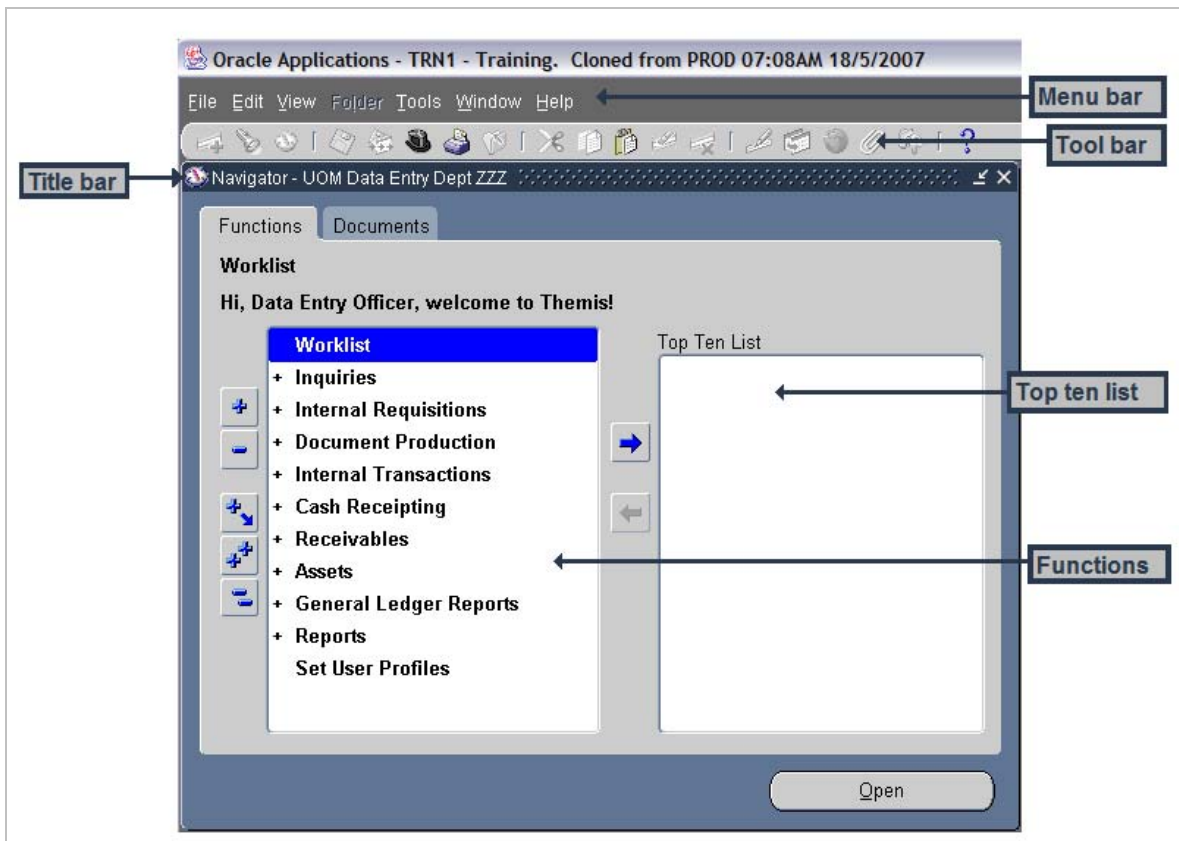 Oracle Applications - TRN1 - Training.  Cloned from PROD 07:08AM 18/5/2007
File Edit View Folder Tools Window Help
Menu bar
Tool bar
Title bar
Navigator - UOM Data Entry Dept ZZZ
Functions Documents
Worklist
Hi, Data Entry Officer, welcome to Themis!
Worklist
+ Inquiries
+ Internal Requisitions
+ Document Production
+ Internal Transactions
+ Cash Receipting
+ Receivables
+ Assets
+ General Ledger Reports
+ Reports
Set User Profiles
Top Ten List
Top ten list
Functions
Open